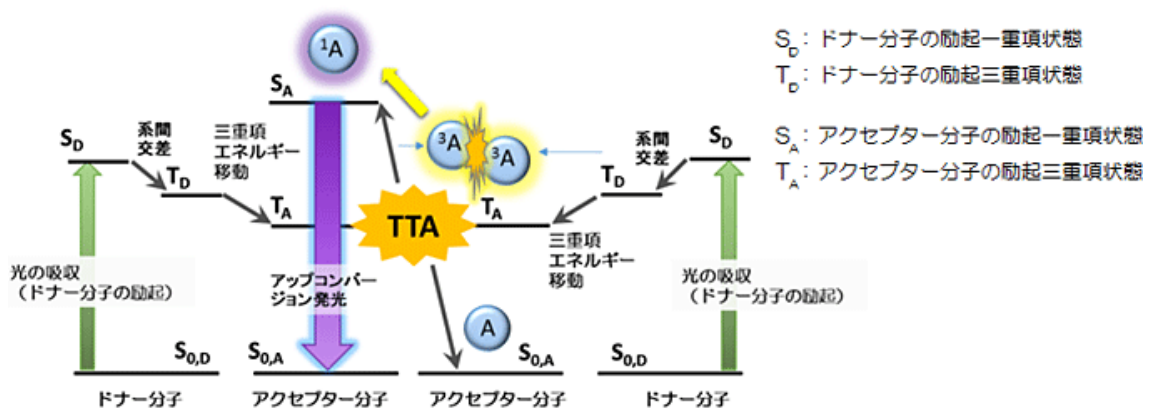 ¹A
S_A
S_D
系間
交差
三重項
エネルギー
移動
T_D
T_A
³A
³A
TTA
T_A
系間
交差
S_D
T_D
三重項
エネルギー
移動
光の吸収
(ドナー分子の励起)
アップコンバー
ジョン発光
A
光の吸収
(ドナー分子の励起)
S_0,D
S_0,A
S_0,A
S_0,D
ドナー分子
アクセプター分子
アクセプター分子
ドナー分子
S_D:ドナー分子の励起一重項状態
T_D:ドナー分子の励起三重項状態
S_A:アクセプター分子の励起一重項状態
T_A:アクセプター分子の励起三重項状態